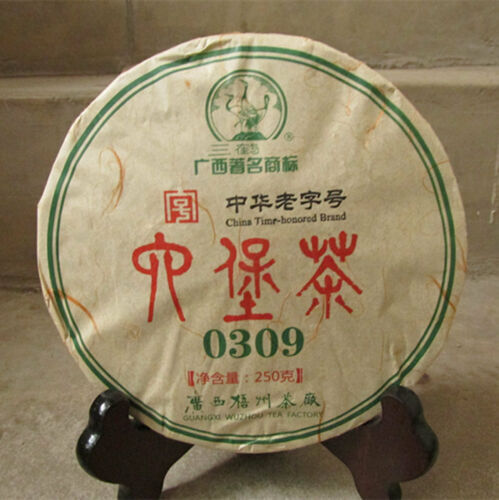 三鹤®
广西著名商标
号 中华老字号
China Time-honored Brand
六堡茶
0309
【净含量：250克】
广西梧州茶厂
GUANGXI WUZHOU TEA FACTORY